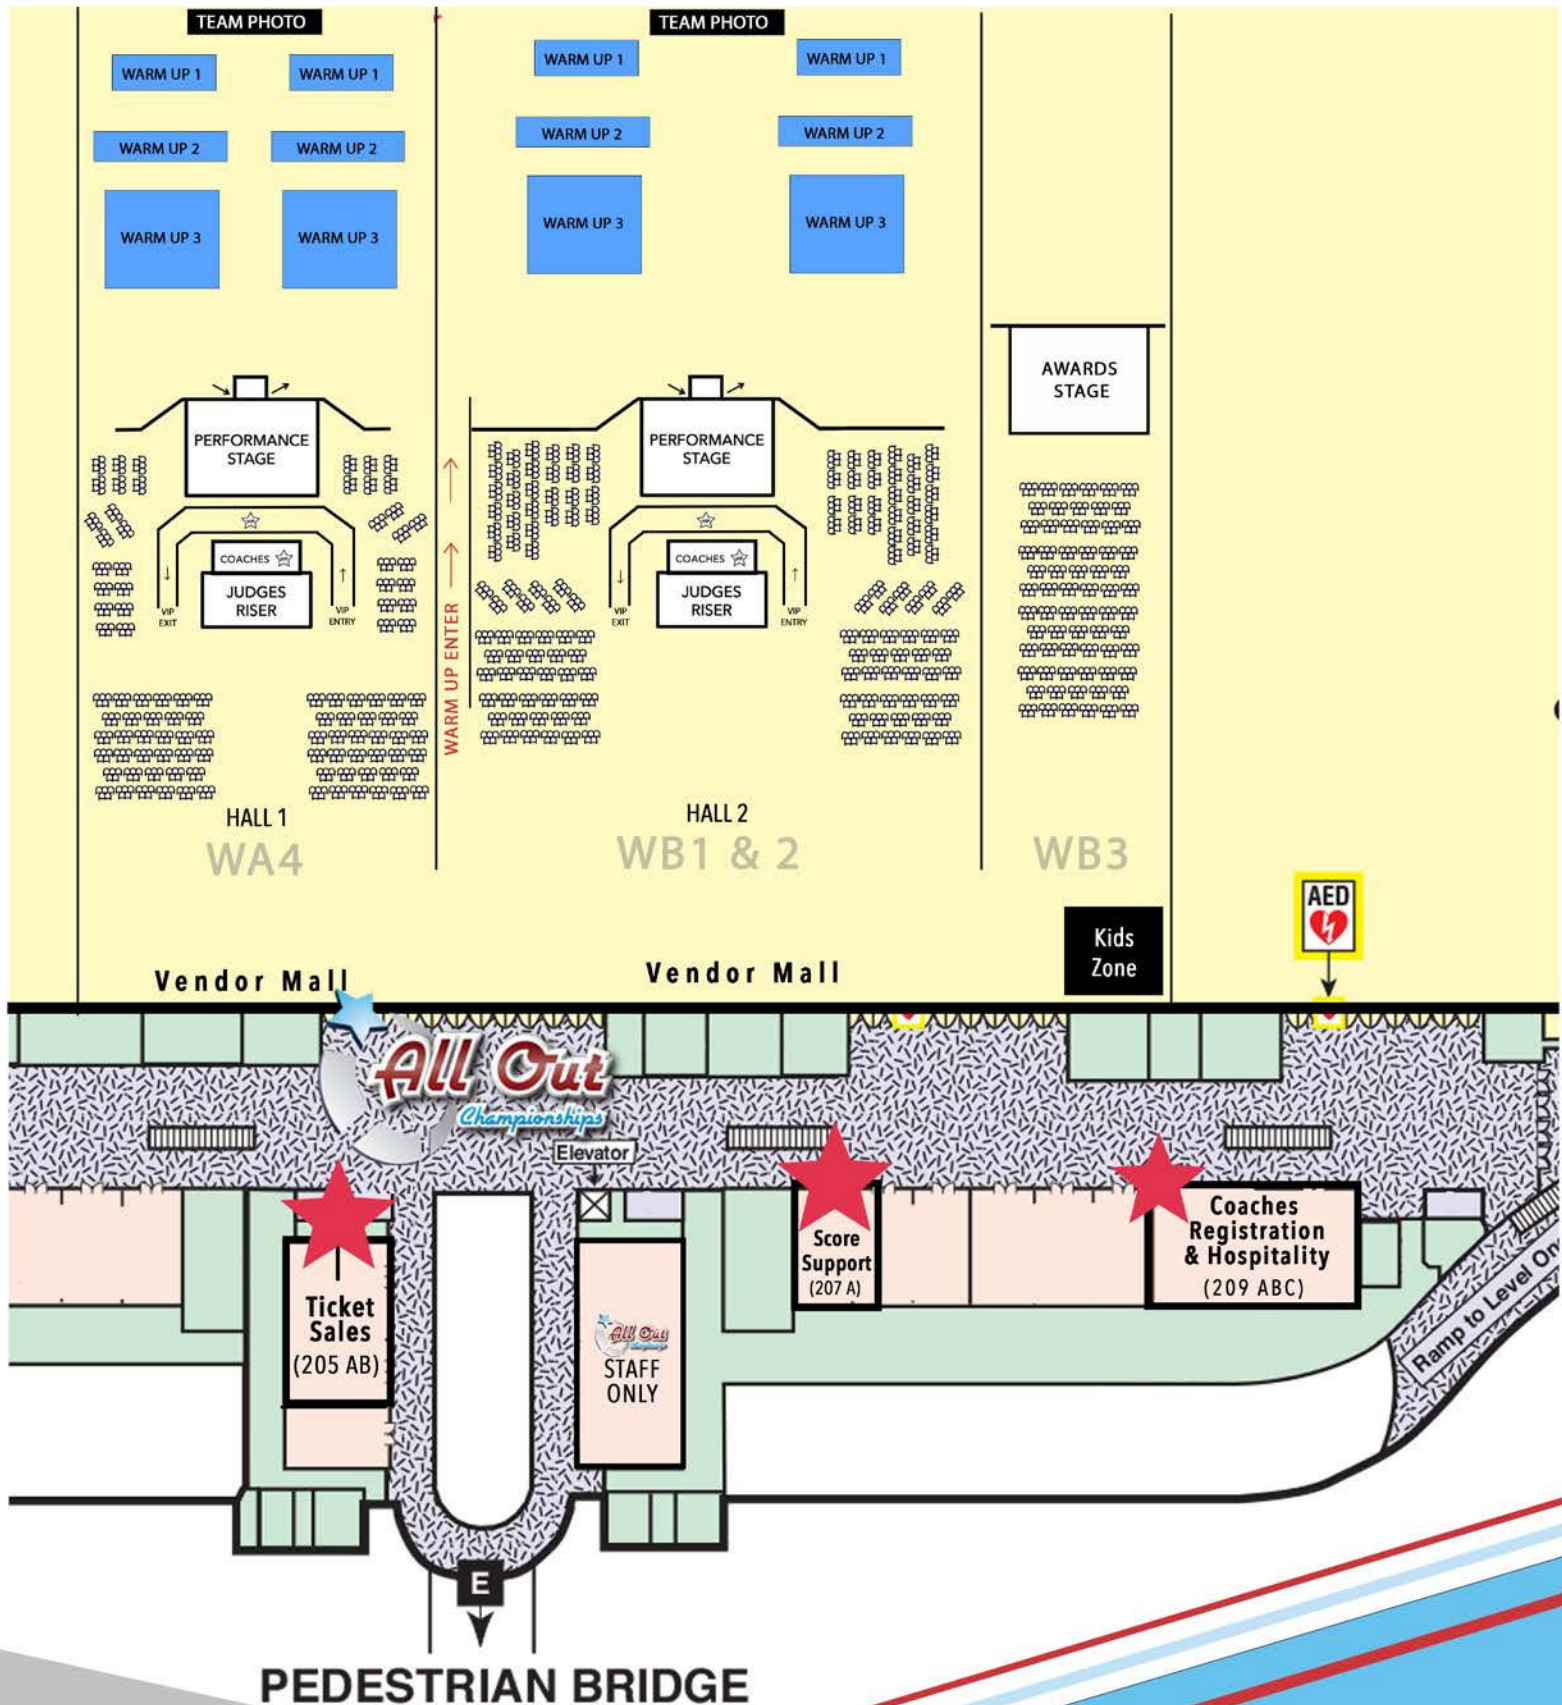 TEAM PHOTO
TEAM PHOTO
WARM UP 1
WARM UP 1
WARM UP 1
WARM UP 1
WARM UP 2
WARM UP 2
WARM UP 2
WARM UP 2
WARM UP 3
WARM UP 3
WARM UP 3
WARM UP 3
AWARDS
STAGE
PERFORMANCE
STAGE
PERFORMANCE
STAGE
COACHES
COACHES
JUDGES
RISER
JUDGES
RISER
VIP
EXIT
VIP
ENTRY
VIP
EXIT
VIP
ENTRY
WARM UP ENTER
HALL 1
WA4
HALL 2
WB1 & 2
WB3
AED
Kids
Zone
Vendor Mall
Vendor Mall
All Out
Championships
Elevator
Ticket
Sales
(205 AB)
All Out
STAFF
ONLY
Score
Support
(207 A)
Coaches
Registration
& Hospitality
(209 ABC)
Ramp to Level On
E
PEDESTRIAN BRIDGE